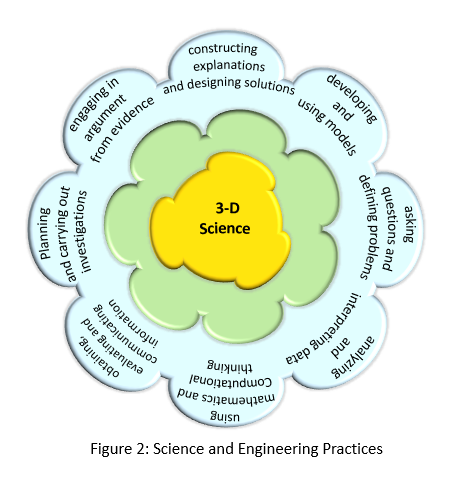 constructing
explanations
and designing solutions
developing
and
using models
asking
questions and
defining problems
analyzing
and
interpreting data
using
mathematics and
Computational
thinking
obtaining,
evaluating and
communicating
information
Planning
and carrying out
investigations
engaging in
argument
from evidence
3-D
Science
Figure 2: Science and Engineering Practices